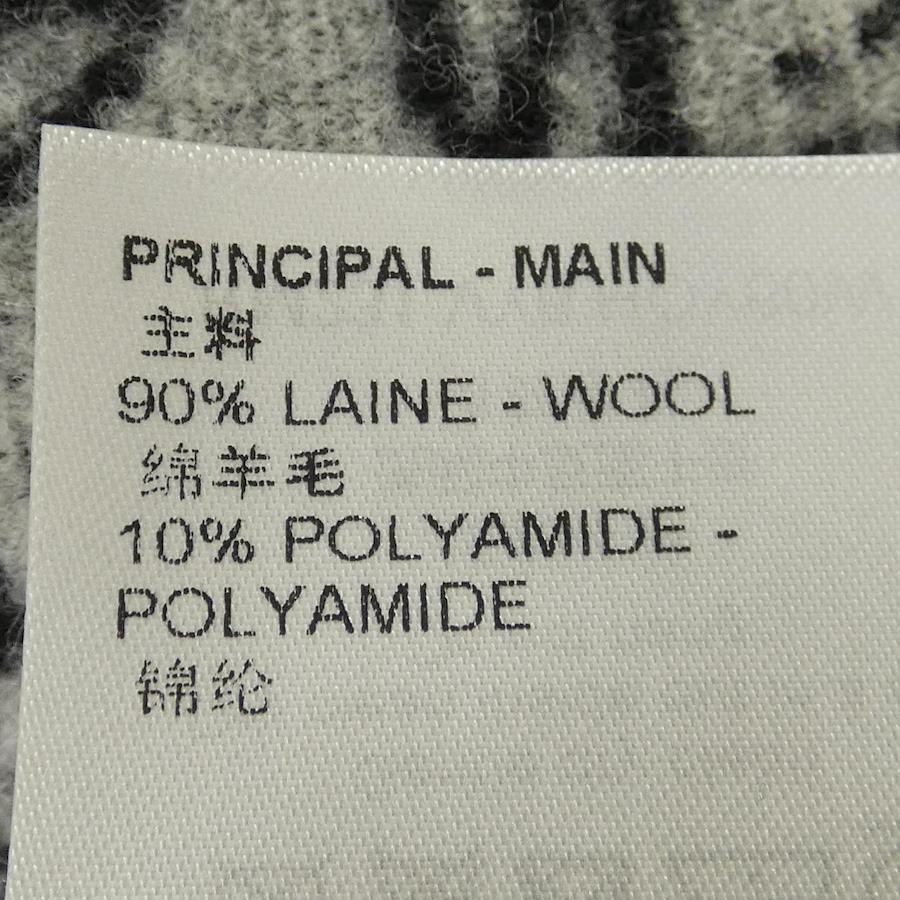 PRINCIPAL - MAIN
主料
90% LAINE - WOOL
绵羊毛
10% POLYAMIDE -
POLYAMIDE
锦纶